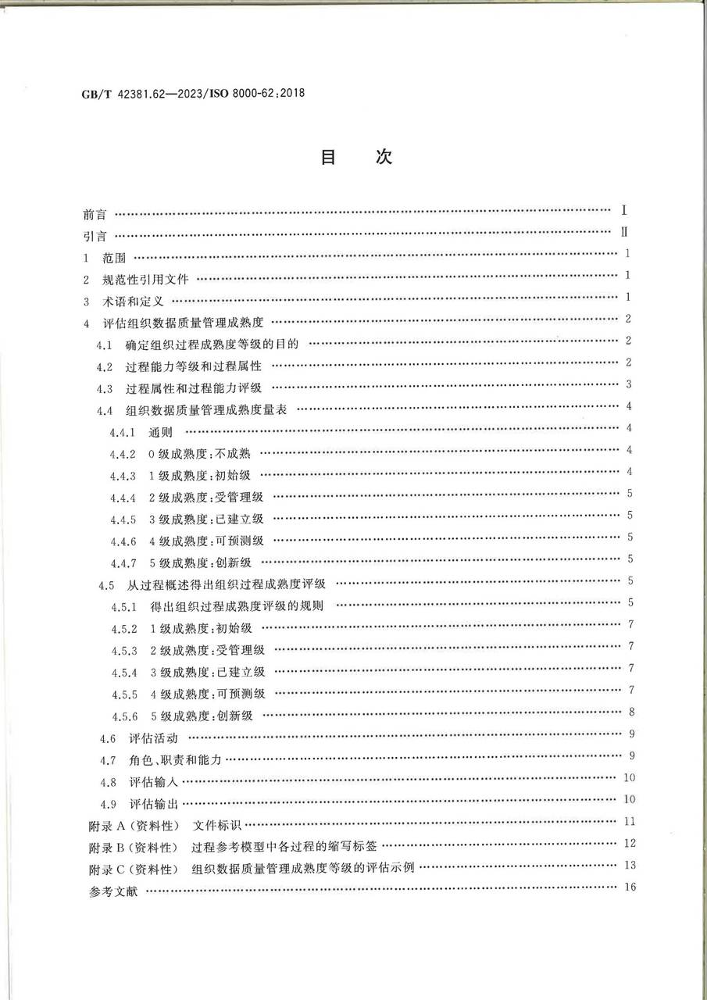 GB/T 42381.62—2023/ISO 8000-62:2018
目 次
前言 …… Ⅰ
引言 …… Ⅱ
1 范围 …… 1
2 规范性引用文件 …… 1
3 术语和定义 …… 1
4 评估组织数据质量管理成熟度 …… 2
4.1 确定组织过程成熟度等级的目的 …… 2
4.2 过程能力等级和过程属性 …… 2
4.3 过程属性和过程能力评级 …… 3
4.4 组织数据质量管理成熟度量表 …… 4
4.4.1 通则 …… 4
4.4.2 0级成熟度:不成熟 …… 4
4.4.3 1级成熟度:初始级 …… 4
4.4.4 2级成熟度:受管理级 …… 5
4.4.5 3级成熟度:已建立级 …… 5
4.4.6 4级成熟度:可预测级 …… 5
4.4.7 5级成熟度:创新级 …… 5
4.5 从过程概述得出组织过程成熟度评级 …… 5
4.5.1 得出组织过程成熟度评级的规则 …… 5
4.5.2 1级成熟度:初始级 …… 7
4.5.3 2级成熟度:受管理级 …… 7
4.5.4 3级成熟度:已建立级 …… 7
4.5.5 4级成熟度:可预测级 …… 7
4.5.6 5级成熟度:创新级 …… 8
4.6 评估活动 …… 9
4.7 角色、职责和能力 …… 9
4.8 评估输入 …… 10
4.9 评估输出 …… 10
附录A(资料性) 文件标识 …… 11
附录B(资料性) 过程参考模型中各过程的缩写标签 …… 12
附录C(资料性) 组织数据质量管理成熟度等级的评估示例 …… 13
参考文献 …… 16